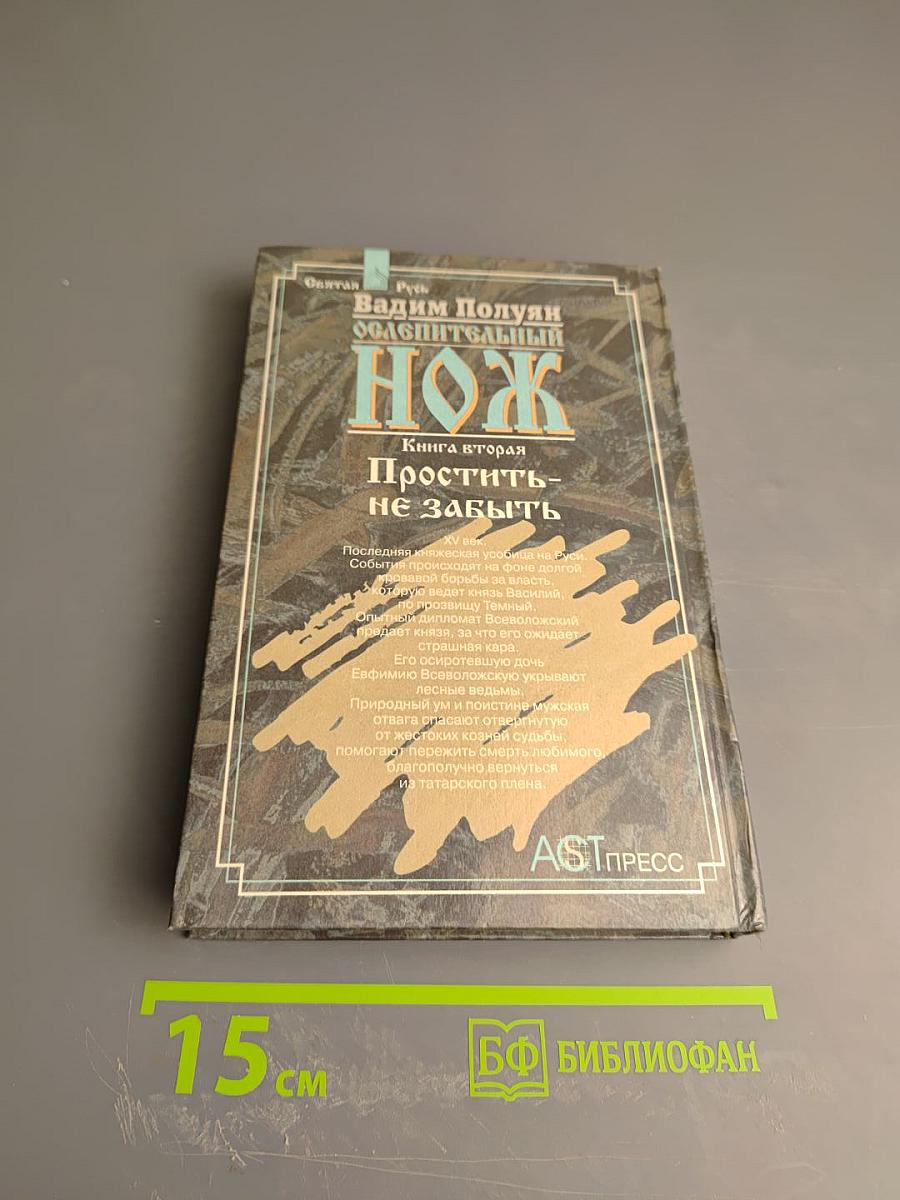 Святая Русь
Вадим Полуян
ОСЛЕПИТЕЛЬНЫЙ
НОЖ
Книга вторая
Простить-
не забыть
XV век.
Последняя княжеская усобица на Руси.
События происходят на фоне долгой
кровавой борьбы за власть,
которую ведет князь Василий,
по прозвищу Темный.
Опытный дипломат Всеволожский
предает князя, за что его ожидает
страшная кара.
Его осиротевшую дочь
Евфимию Всеволожскую укрывают
лесные ведьмы.
Природный ум и поистине мужская
отвага спасают отвергнутую
от жестоких козней судьбы,
помогают пережить смерть любимого,
благополучно вернуться
из татарского плена.
АСТ ПРЕСС
15 см
БФ БИБЛИОФАН